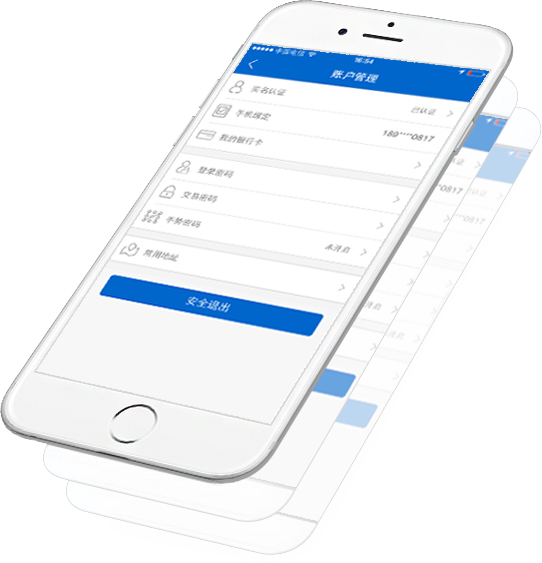 中国电信 16:54
账户管理
实名认证 已认证
手机绑定 189****0817
我的银行卡
登录密码
交易密码
手势密码 未开启
常用地址
安全退出